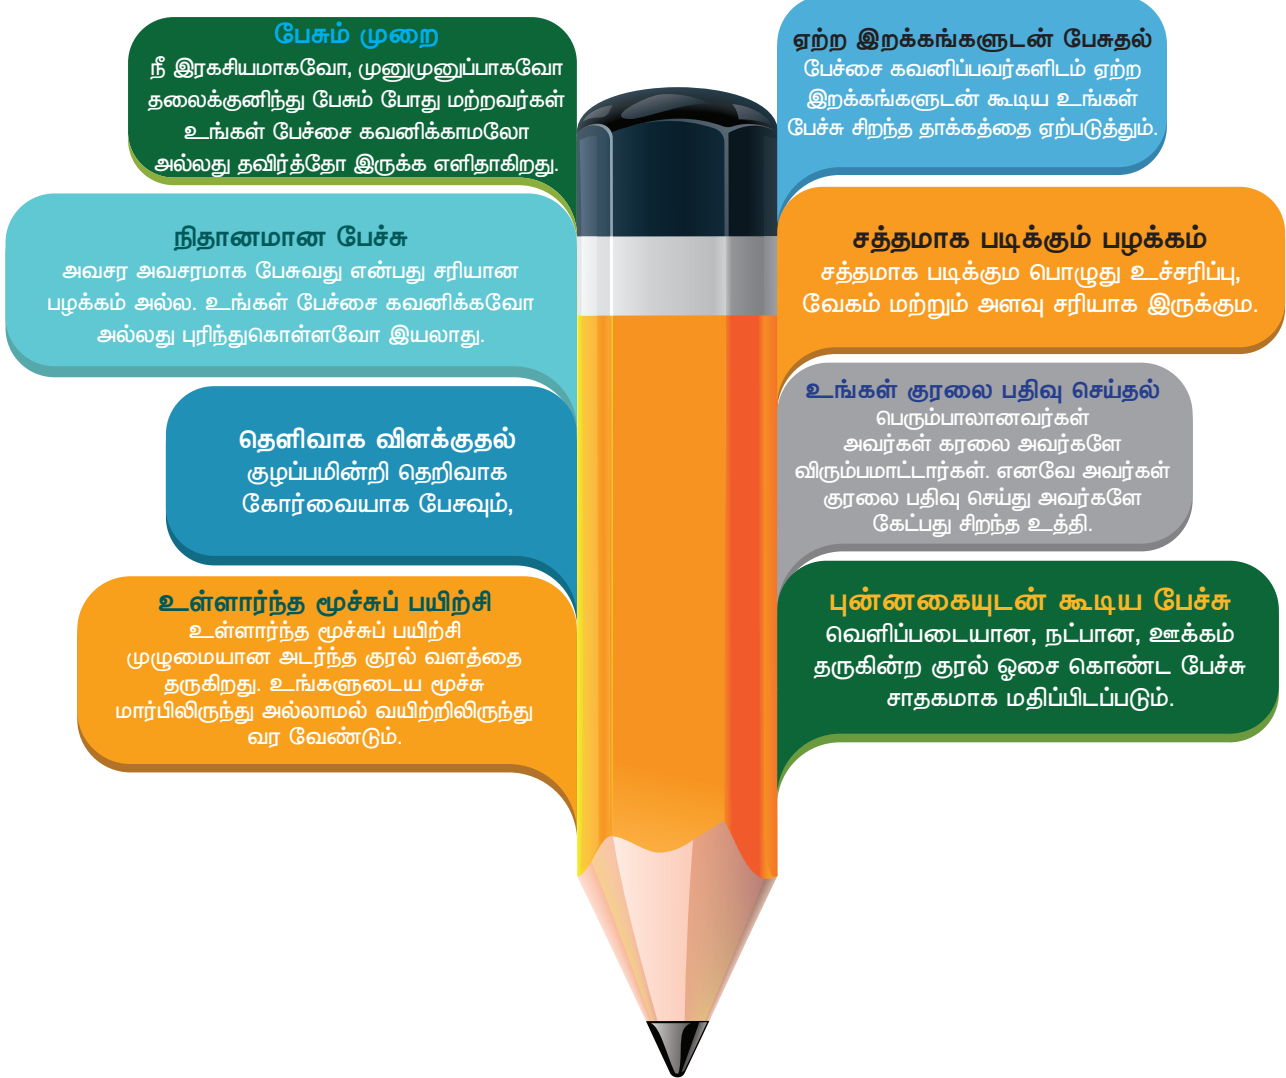 பேசும் முறை
நீ இரகசியமாகவோ, முனுமுனுப்பாகவோ
தலைக்குனிந்து பேசும் போது மற்றவர்கள்
உங்கள் பேச்சை கவனிக்காமலோ
அல்லது தவிர்த்தோ இருக்க எளிதாகிறது.
நிதானமான பேச்சு
அவசர அவசரமாக பேசுவது என்பது சரியான
பழக்கம் அல்ல. உங்கள் பேச்சை கவனிக்கவோ
அல்லது புரிந்துகொள்ளவோ இயலாது.
தெளிவாக விளக்குதல்
குழப்பமின்றி தெறிவாக
கோர்வையாக பேசவும்,
உள்ளார்ந்த மூச்சுப் பயிற்சி
உள்ளார்ந்த மூச்சுப் பயிற்சி
முழுமையான அடர்ந்த குரல் வளத்தை
தருகிறது. உங்களுடைய மூச்சு
மார்பிலிருந்து அல்லாமல் வயிற்றிலிருந்து
வர வேண்டும்.
ஏற்ற இறக்கங்களுடன் பேசுதல்
பேச்சை கவனிப்பவர்களிடம் ஏற்ற
இறக்கங்களுடன் கூடிய உங்கள்
பேச்சு சிறந்த தாக்கத்தை ஏற்படுத்தும்.
சத்தமாக படிக்கும் பழக்கம்
சத்தமாக படிக்கும பொழுது உச்சரிப்பு,
வேகம் மற்றும் அளவு சரியாக இருக்கும.
உங்கள் குரலை பதிவு செய்தல்
பெரும்பாலானவர்கள்
அவர்கள் கரலை அவர்களே
விரும்பமாட்டார்கள். எனவே அவர்கள்
குரலை பதிவு செய்து அவர்களே
கேட்பது சிறந்த உத்தி.
புன்னகையுடன் கூடிய பேச்சு
வெளிப்படையான, நட்பான, ஊக்கம்
தருகின்ற குரல் ஓசை கொண்ட பேச்சு
சாதகமாக மதிப்பிடப்படும்.